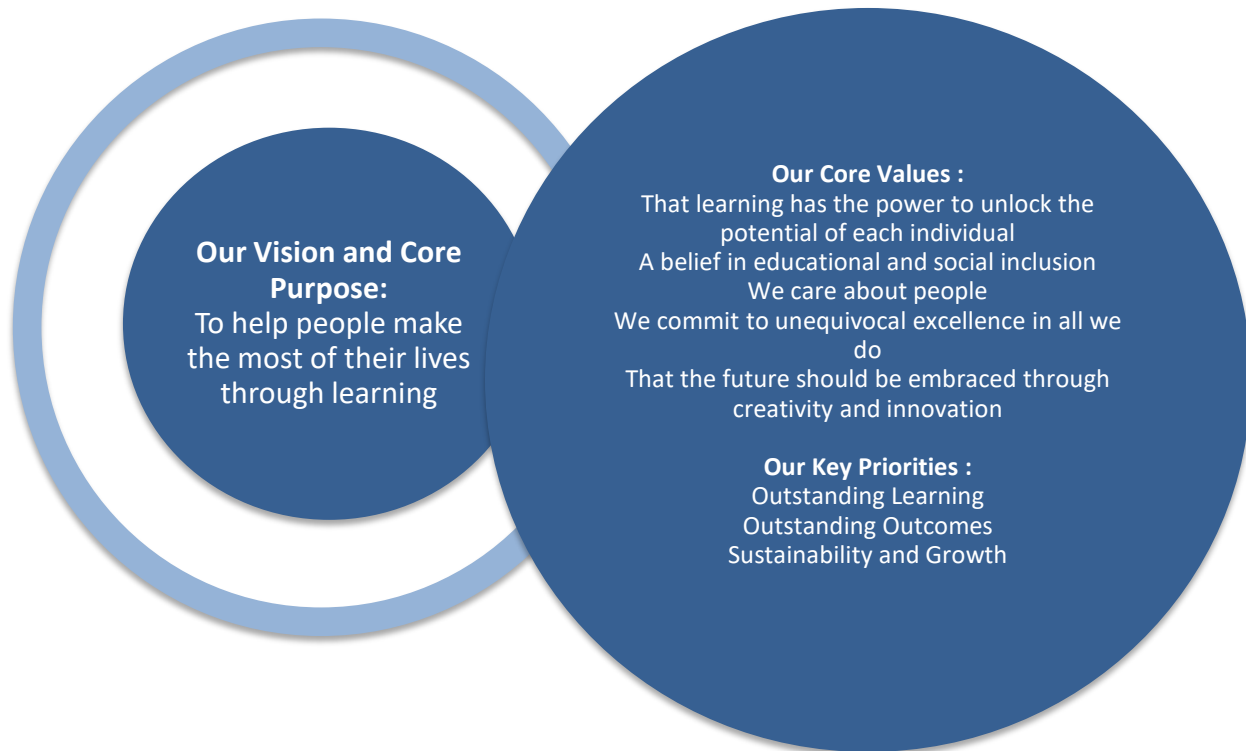 Our Vision and Core
Purpose:
To help people make
the most of their lives
through learning
Our Core Values :
That learning has the power to unlock the
potential of each individual
A belief in educational and social inclusion
We care about people
We commit to unequivocal excellence in all we
do
That the future should be embraced through
creativity and innovation
Our Key Priorities :
Outstanding Learning
Outstanding Outcomes
Sustainability and Growth